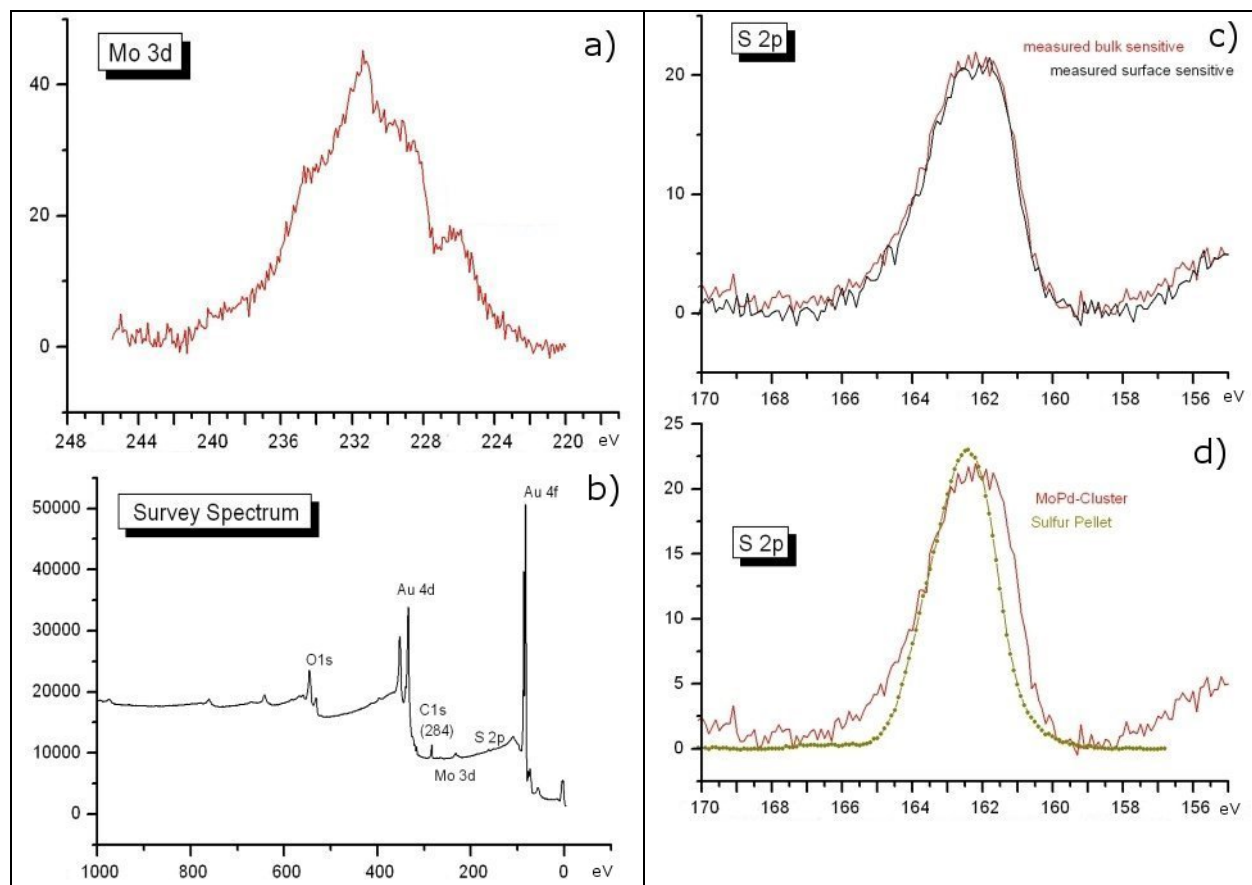 Mo 3d
a)
40
20
0
248 244 240 236 232 228 224 220 eV
Survey Spectrum
b)
Au 4f
50000
40000
30000
20000
10000
0
Au 4d
O1s
C1s
(284)
S 2p
Mo 3d
1000 800 600 400 200 0 eV
S 2p
c)
measured bulk sensitive
measured surface sensitive
20
10
0
170 168 166 164 162 160 158 156 eV
d)
MoPd-Cluster
Sulfur Pellet
S 2p
25
20
15
10
5
0
170 168 166 164 162 160 158 156 eV